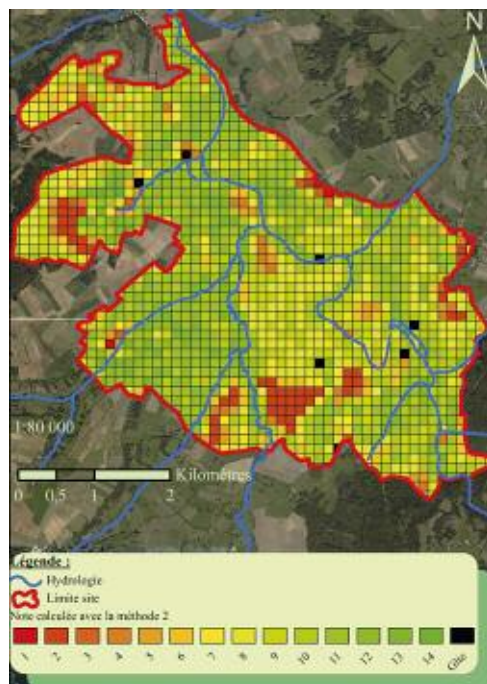 N
1:80 000
Kilomètres
0 0,5 1 2
Légende :
Hydrologie
Limite site
Note calculée avec la méthode 2
1 2 3 4 5 6 7 8 9 10 11 12 13 14 Gîte